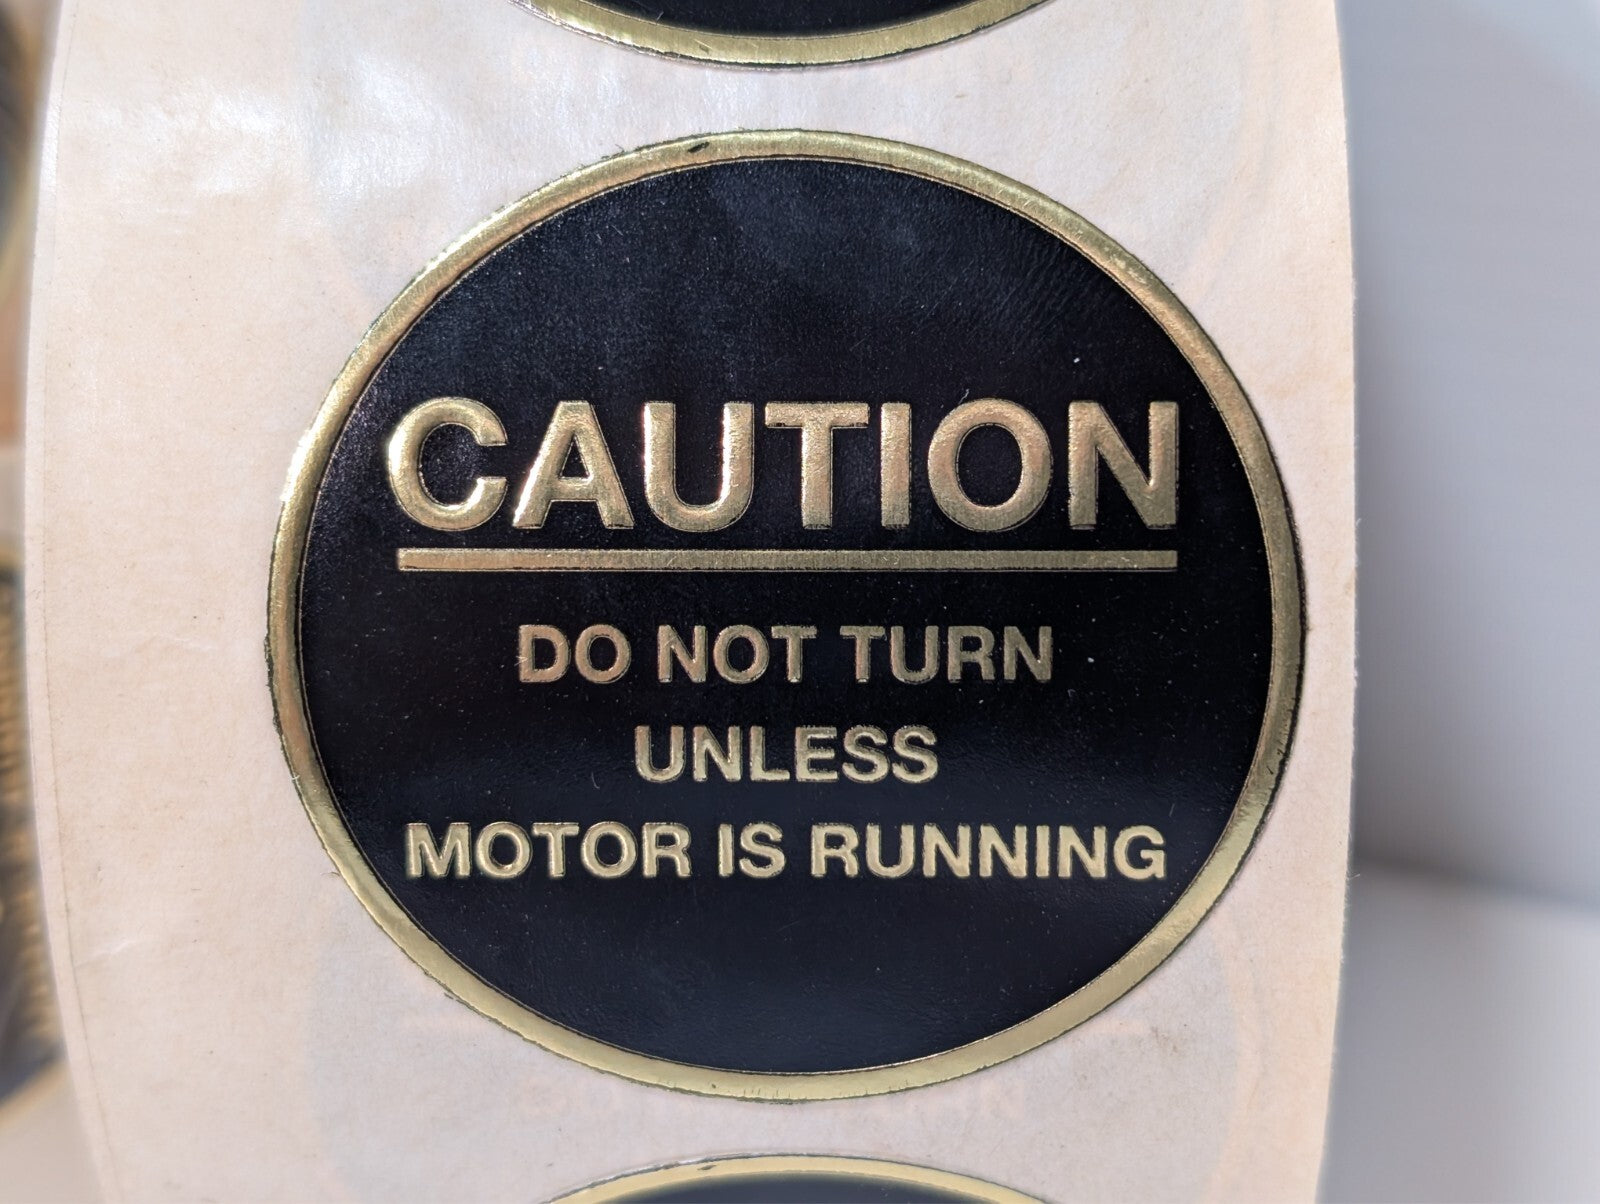 CAUTION
DO NOT TURN
UNLESS
MOTOR IS RUNNING